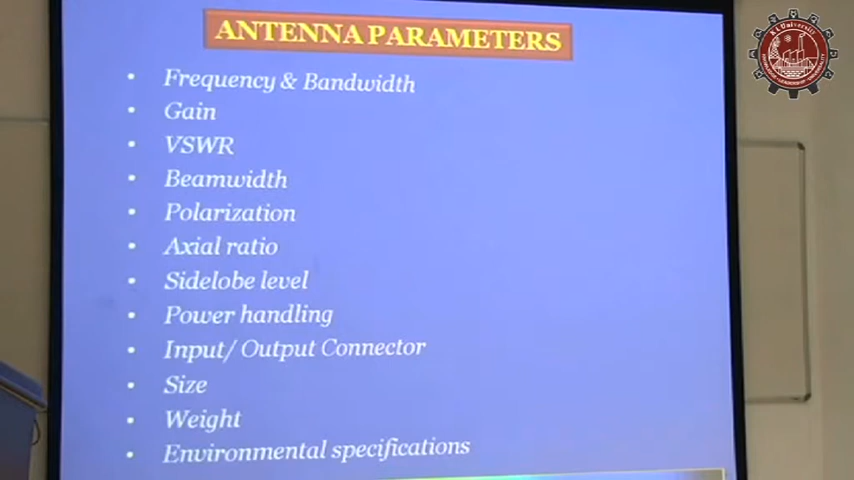 ANTENNA PARAMETERS
K L University
• Frequency & Bandwidth
• Gain
• VSWR
• Beamwidth
• Polarization
• Axial ratio
• Sidelobe level
• Power handling
• Input/ Output Connector
• Size
• Weight
• Environmental specifications